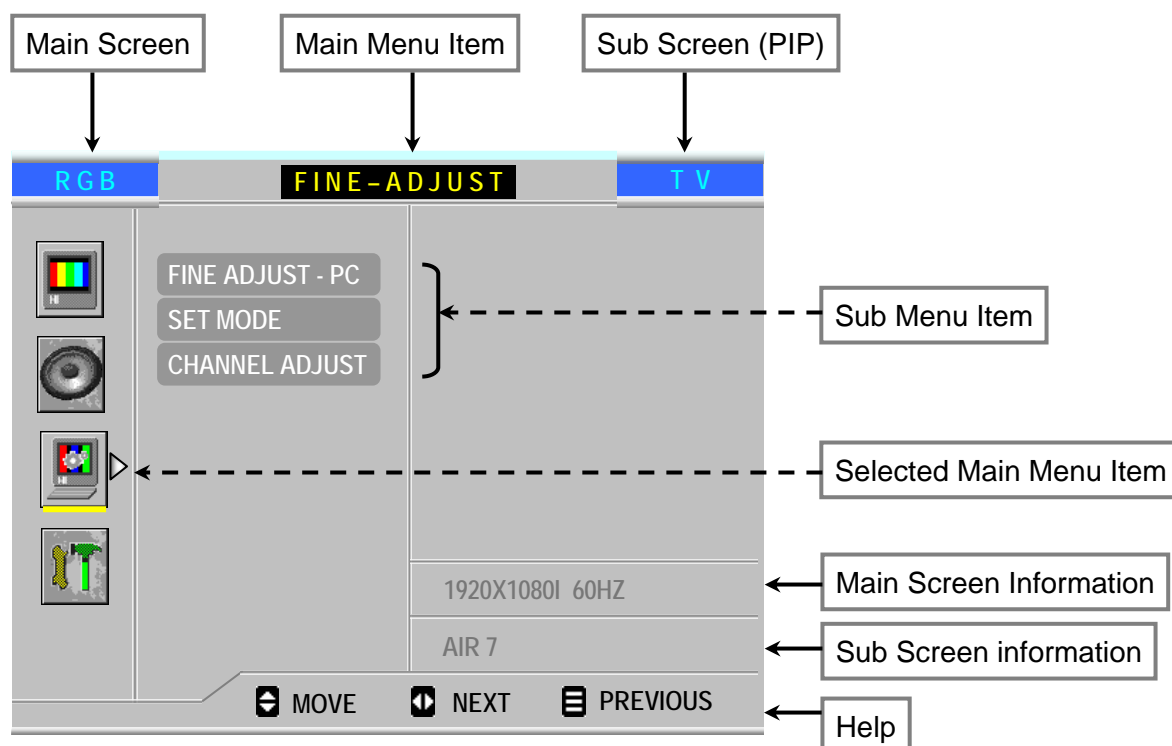 Main Screen
Main Menu Item
Sub Screen (PIP)
RGB
FINE-ADJUST
TV
HI
FINE ADJUST - PC
SET MODE
CHANNEL ADJUST
Sub Menu Item
HI
Selected Main Menu Item
1920X1080I 60HZ
Main Screen Information
AIR 7
Sub Screen information
MOVE
NEXT
PREVIOUS
Help